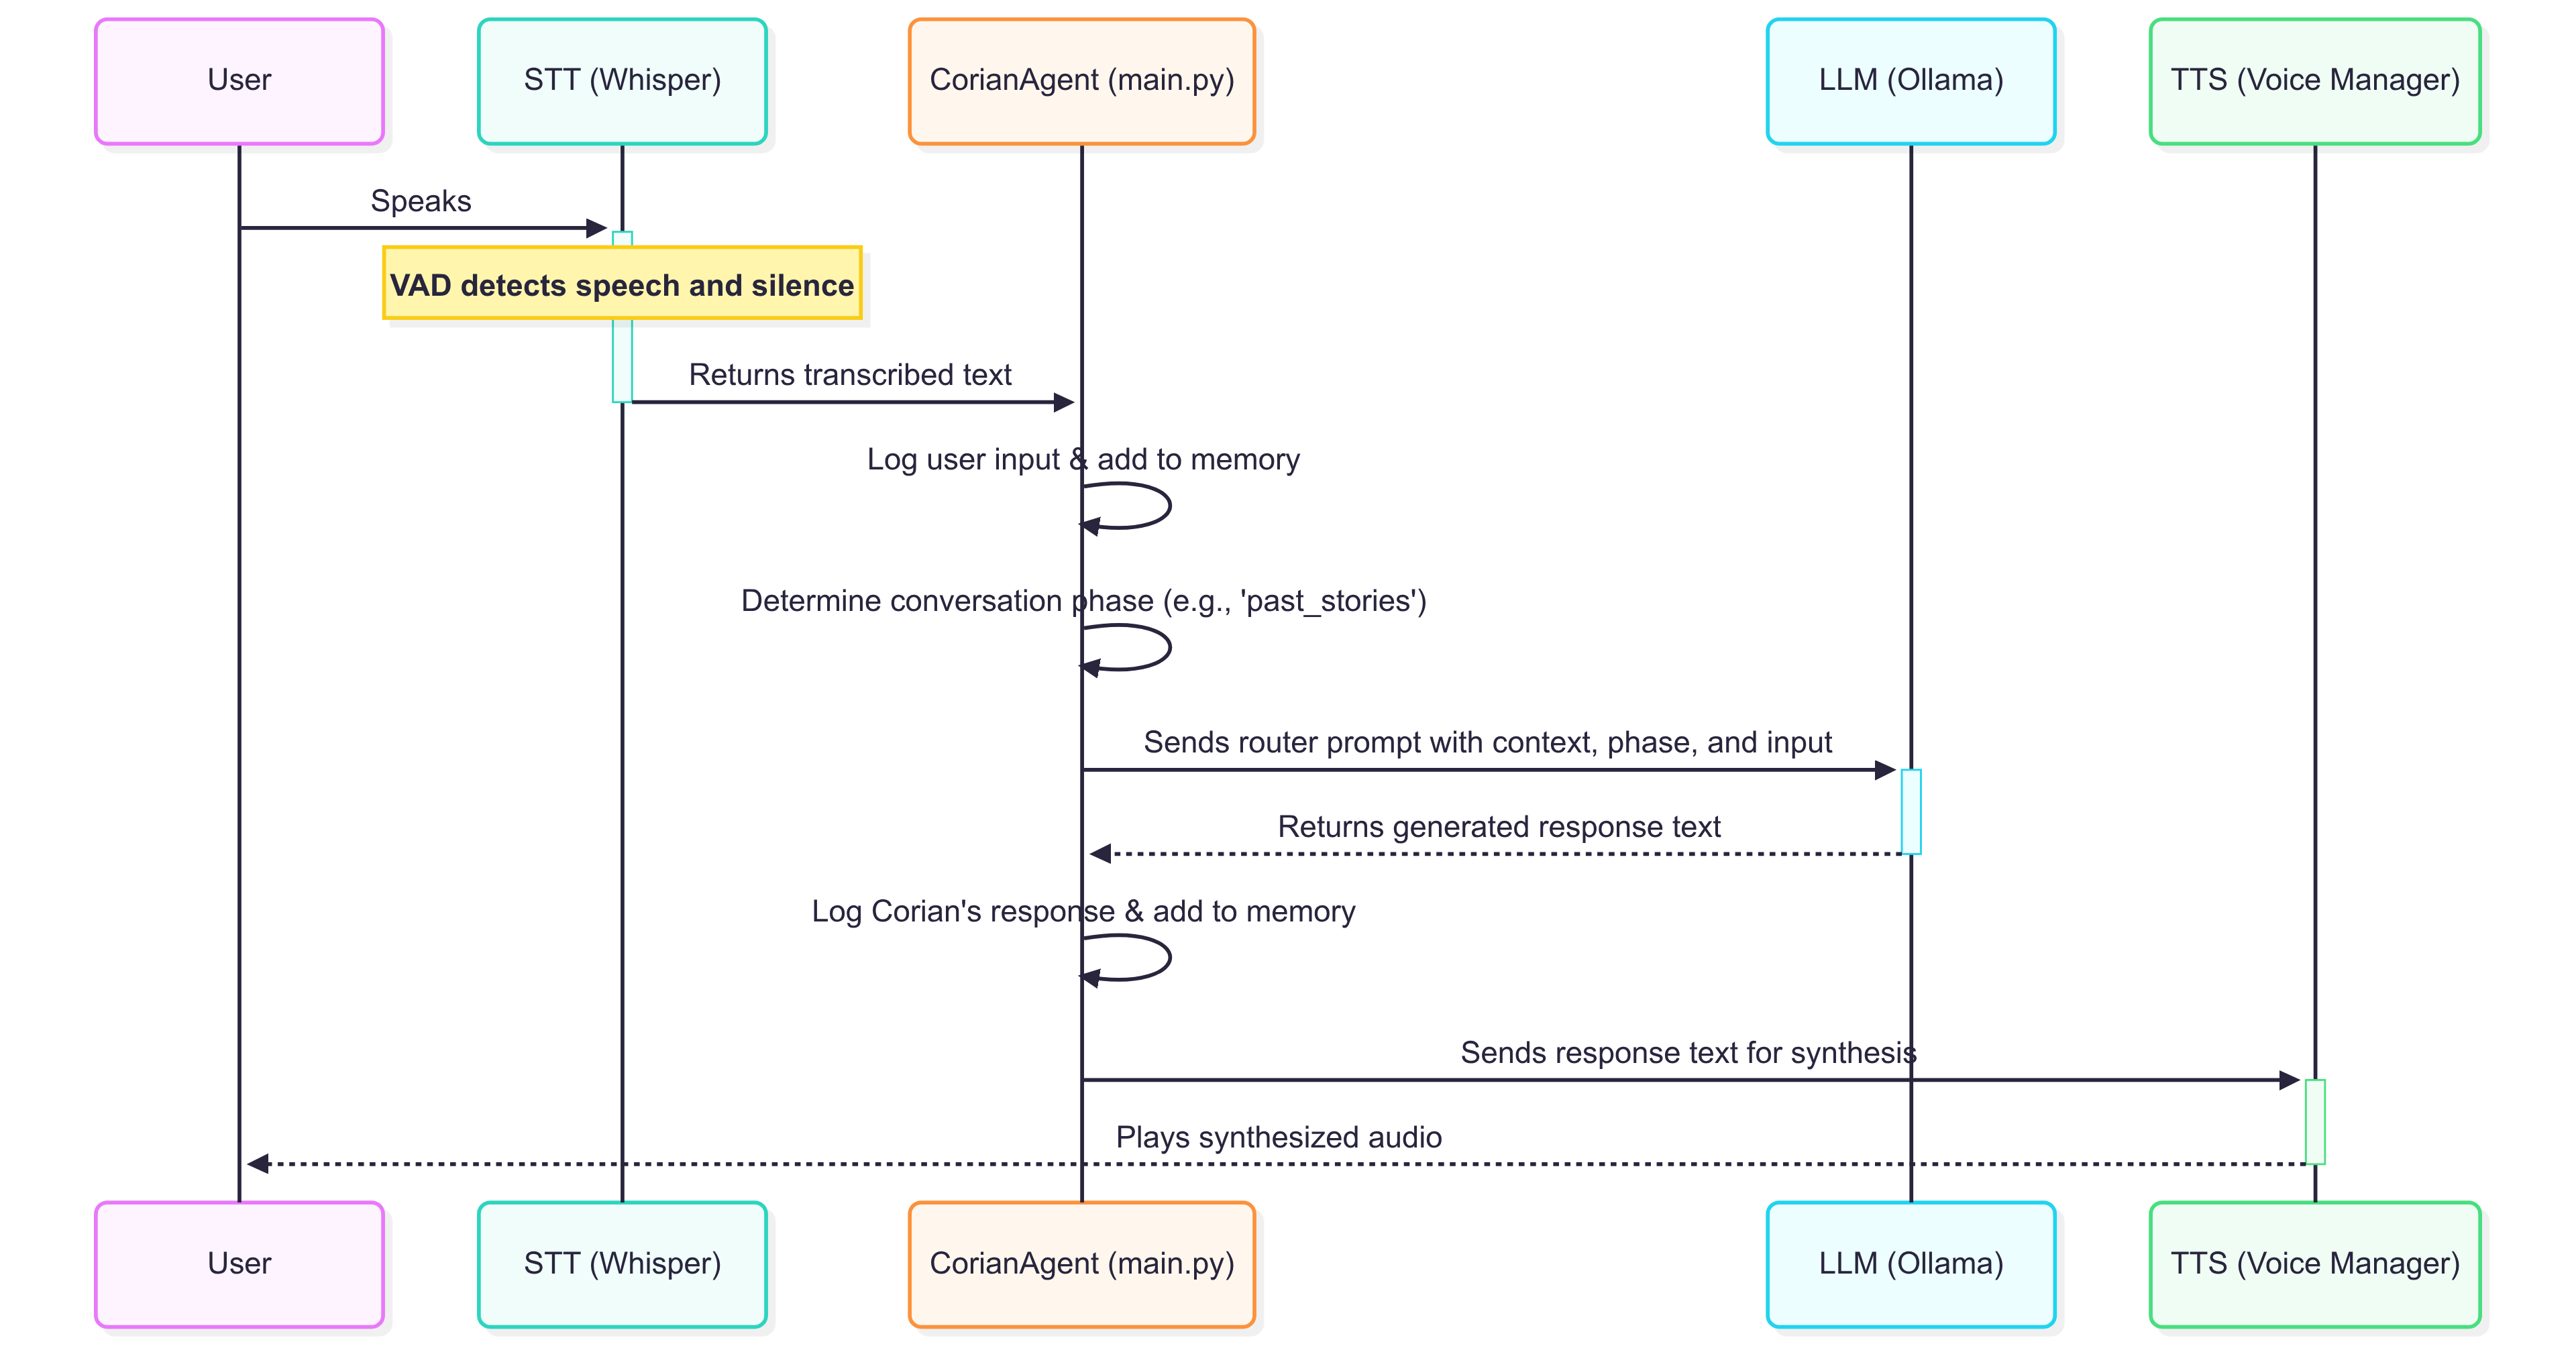 User
STT (Whisper)
CorianAgent (main.py)
LLM (Ollama)
TTS (Voice Manager)
Speaks
VAD detects speech and silence
Returns transcribed text
Log user input & add to memory
Determine conversation phase (e.g., 'past_stories')
Sends router prompt with context, phase, and input
Returns generated response text
Log Corian's response & add to memory
Sends response text for synthesis
Plays synthesized audio
User
STT (Whisper)
CorianAgent (main.py)
LLM (Ollama)
TTS (Voice Manager)